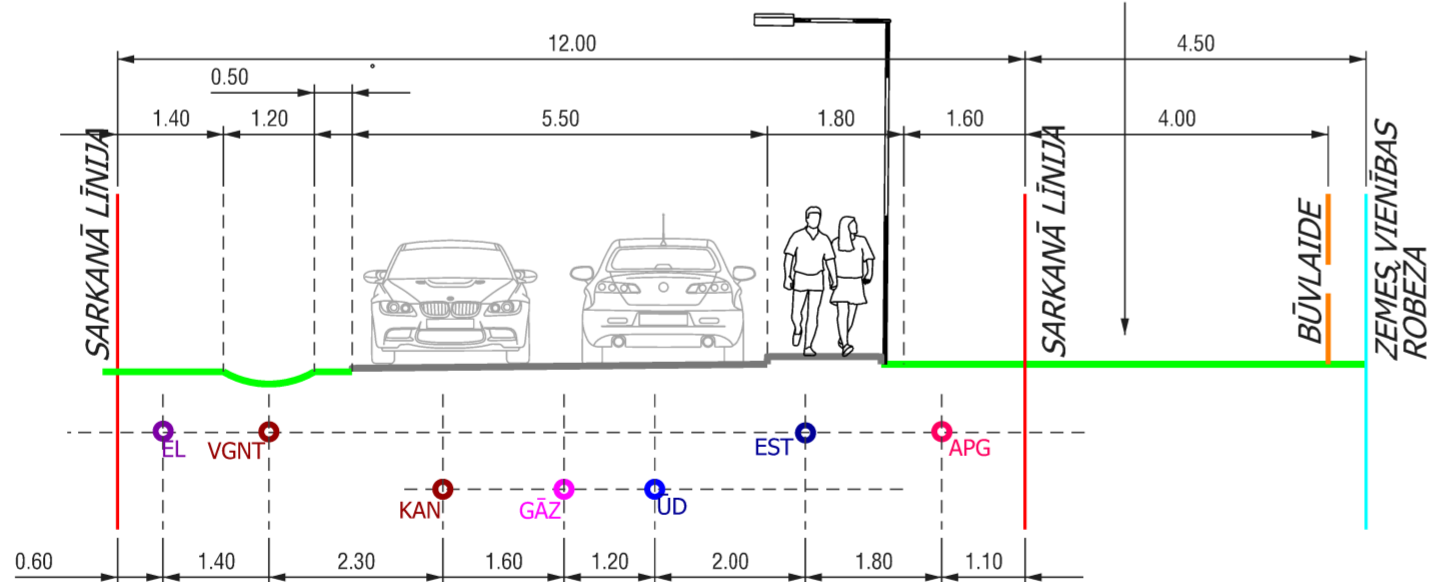 12.00
4.50
0.50
1.40
1.20
5.50
1.80
1.60
4.00
SARKANĀ LĪNIJA
SARKANĀ LĪNIJA
BŪVLAIDE
ZEMES VIENĪBAS
ROBEŽA
EL
VGNT
EST
APG
KAN
GĀZ
ŪD
0.60
1.40
2.30
1.60
1.20
2.00
1.80
1.10